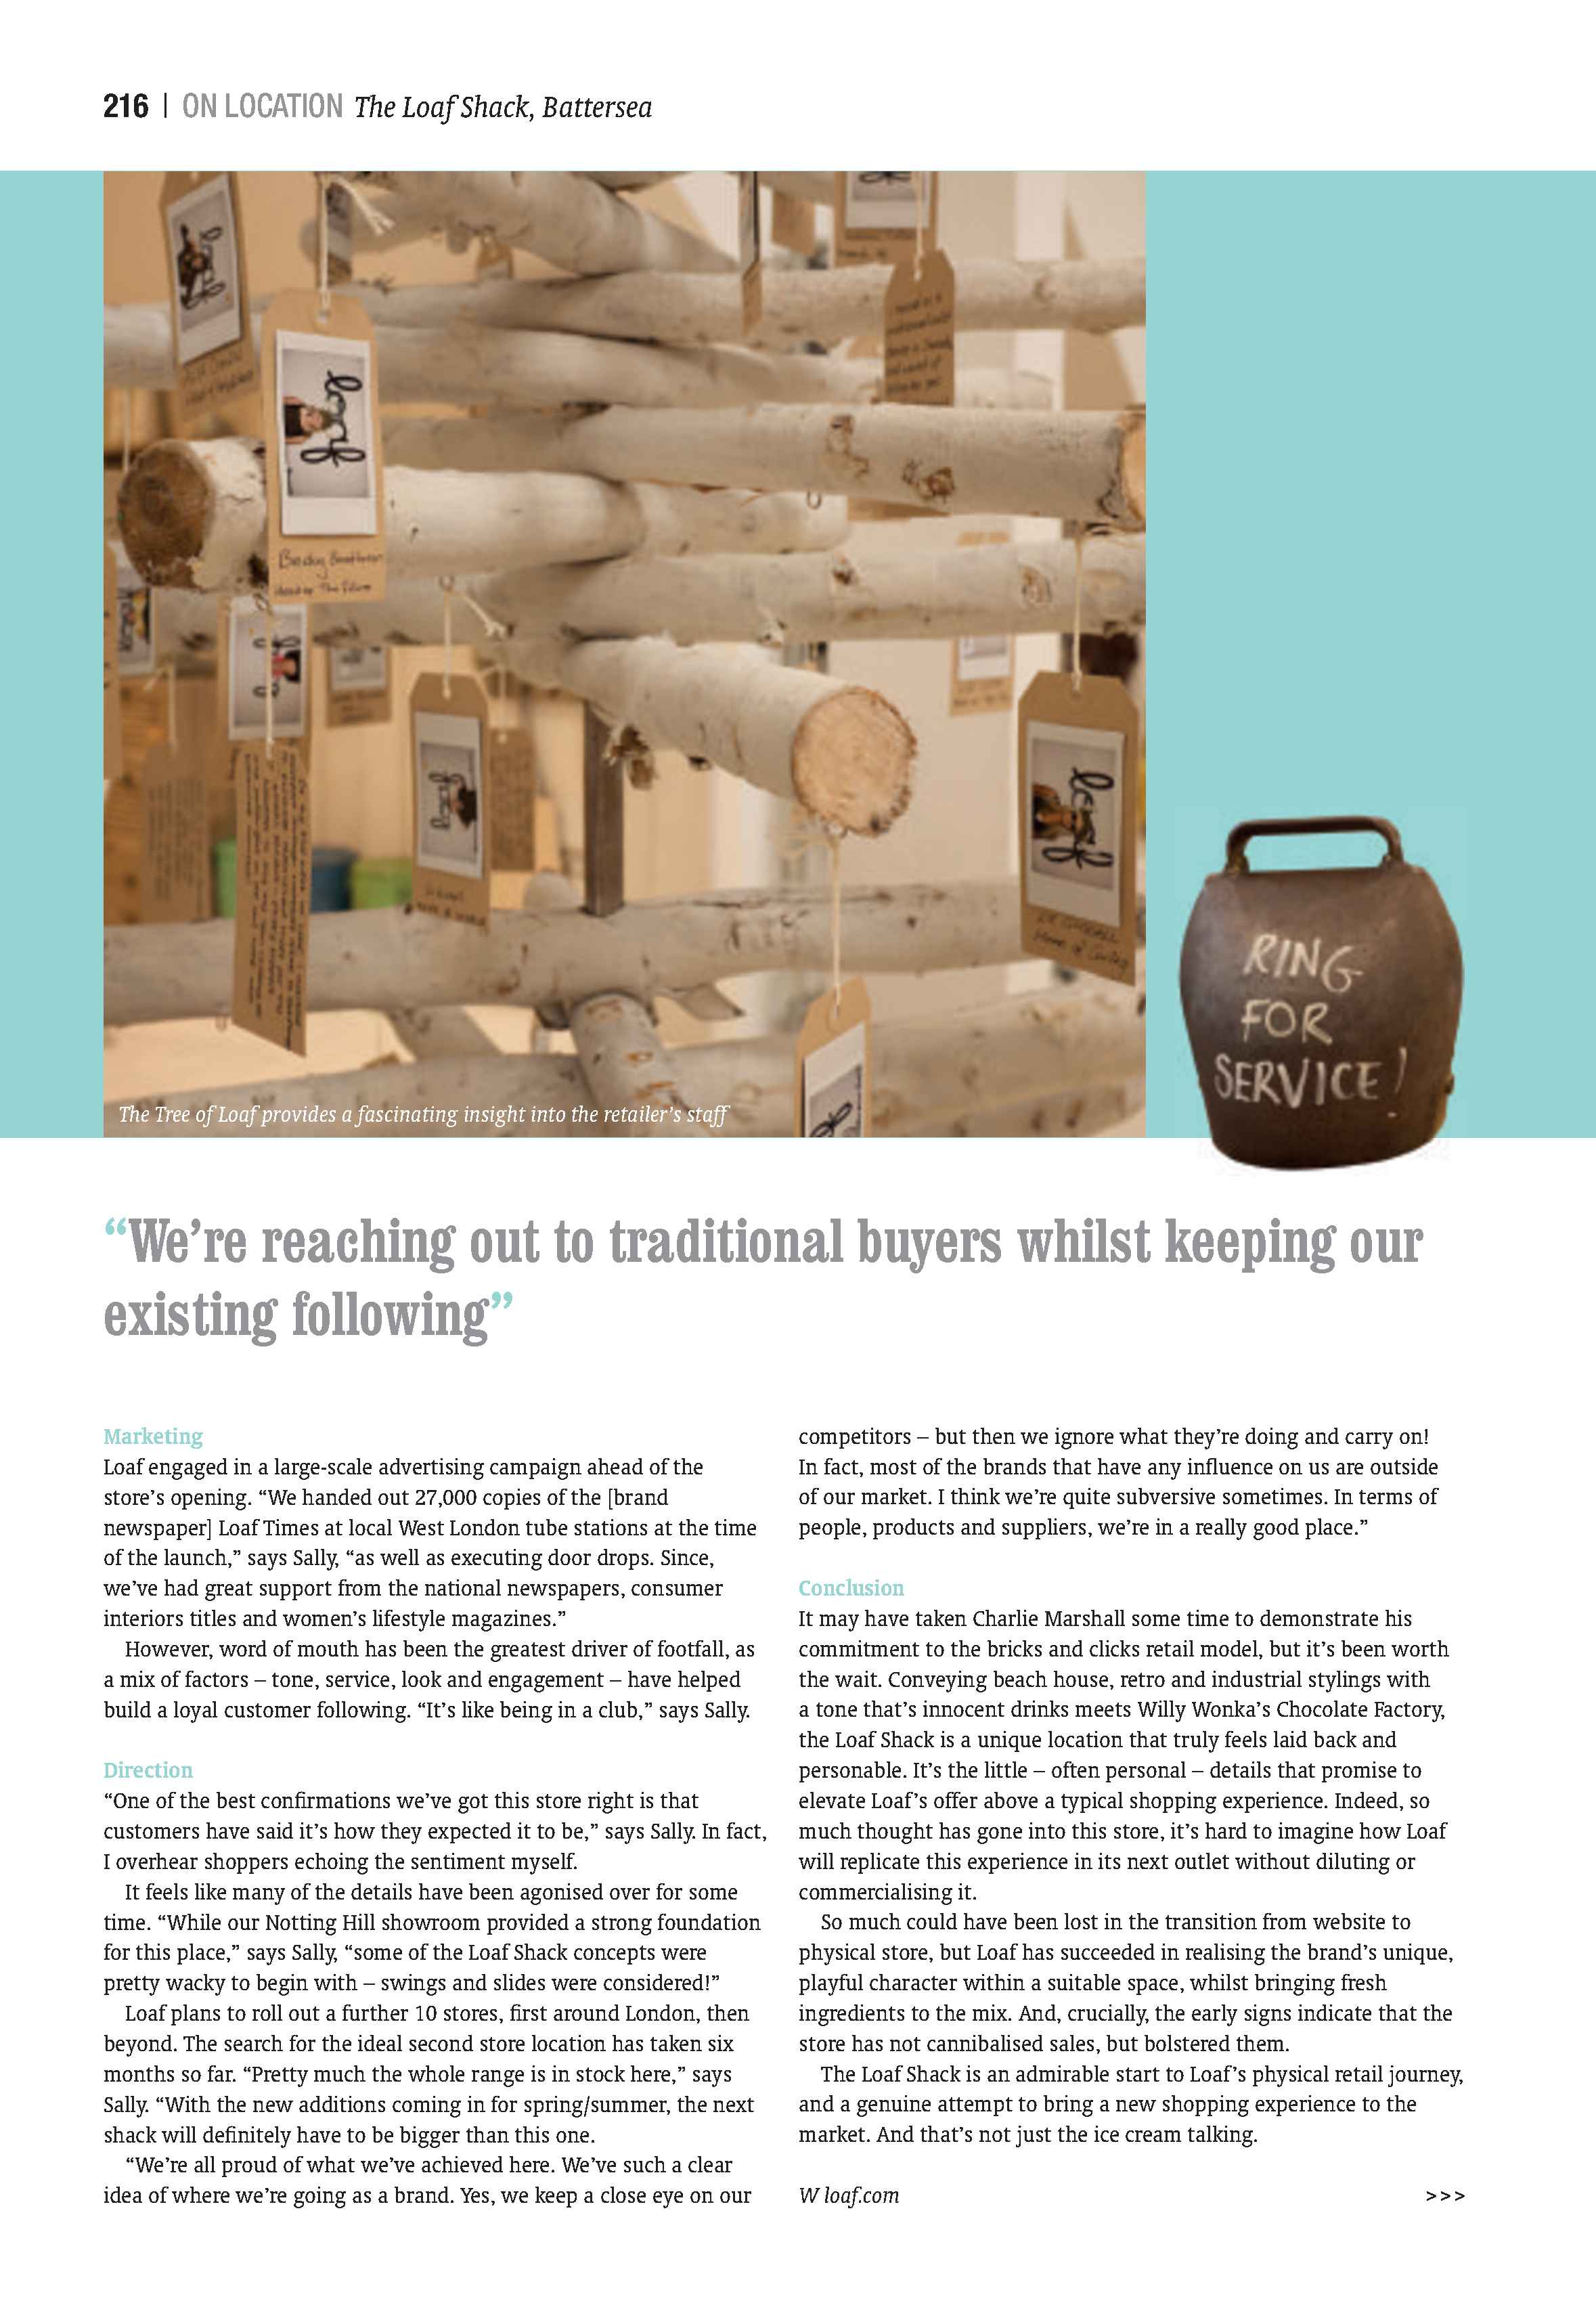 216 | ON LOCATION The Loaf Shack, Battersea
loaf
loaf
loaf
loaf
The Tree of Loaf provides a fascinating insight into the retailer’s staff
RING
FOR
SERVICE!
“We’re reaching out to traditional buyers whilst keeping our
existing following”
Marketing
Loaf engaged in a large-scale advertising campaign ahead of the
store’s opening. “We handed out 27,000 copies of the [brand
newspaper] Loaf Times at local West London tube stations at the time
of the launch,” says Sally, “as well as executing door drops. Since,
we’ve had great support from the national newspapers, consumer
interiors titles and women’s lifestyle magazines.”
However, word of mouth has been the greatest driver of footfall, as
a mix of factors – tone, service, look and engagement – have helped
build a loyal customer following. “It’s like being in a club,” says Sally.
Direction
“One of the best confirmations we’ve got this store right is that
customers have said it’s how they expected it to be,” says Sally. In fact,
I overhear shoppers echoing the sentiment myself.
It feels like many of the details have been agonised over for some
time. “While our Notting Hill showroom provided a strong foundation
for this place,” says Sally, “some of the Loaf Shack concepts were
pretty wacky to begin with – swings and slides were considered!”
Loaf plans to roll out a further 10 stores, first around London, then
beyond. The search for the ideal second store location has taken six
months so far. “Pretty much the whole range is in stock here,” says
Sally. “With the new additions coming in for spring/summer, the next
shack will definitely have to be bigger than this one.
“We’re all proud of what we’ve achieved here. We’ve such a clear
idea of where we’re going as a brand. Yes, we keep a close eye on our
competitors – but then we ignore what they’re doing and carry on!
In fact, most of the brands that have any influence on us are outside
of our market. I think we’re quite subversive sometimes. In terms of
people, products and suppliers, we’re in a really good place.”
Conclusion
It may have taken Charlie Marshall some time to demonstrate his
commitment to the bricks and clicks retail model, but it’s been worth
the wait. Conveying beach house, retro and industrial stylings with
a tone that’s innocent drinks meets Willy Wonka’s Chocolate Factory,
the Loaf Shack is a unique location that truly feels laid back and
personable. It’s the little – often personal – details that promise to
elevate Loaf’s offer above a typical shopping experience. Indeed, so
much thought has gone into this store, it’s hard to imagine how Loaf
will replicate this experience in its next outlet without diluting or
commercialising it.
So much could have been lost in the transition from website to
physical store, but Loaf has succeeded in realising the brand’s unique,
playful character within a suitable space, whilst bringing fresh
ingredients to the mix. And, crucially, the early signs indicate that the
store has not cannibalised sales, but bolstered them.
The Loaf Shack is an admirable start to Loaf’s physical retail journey,
and a genuine attempt to bring a new shopping experience to the
market. And that’s not just the ice cream talking.
W loaf.com
>>>